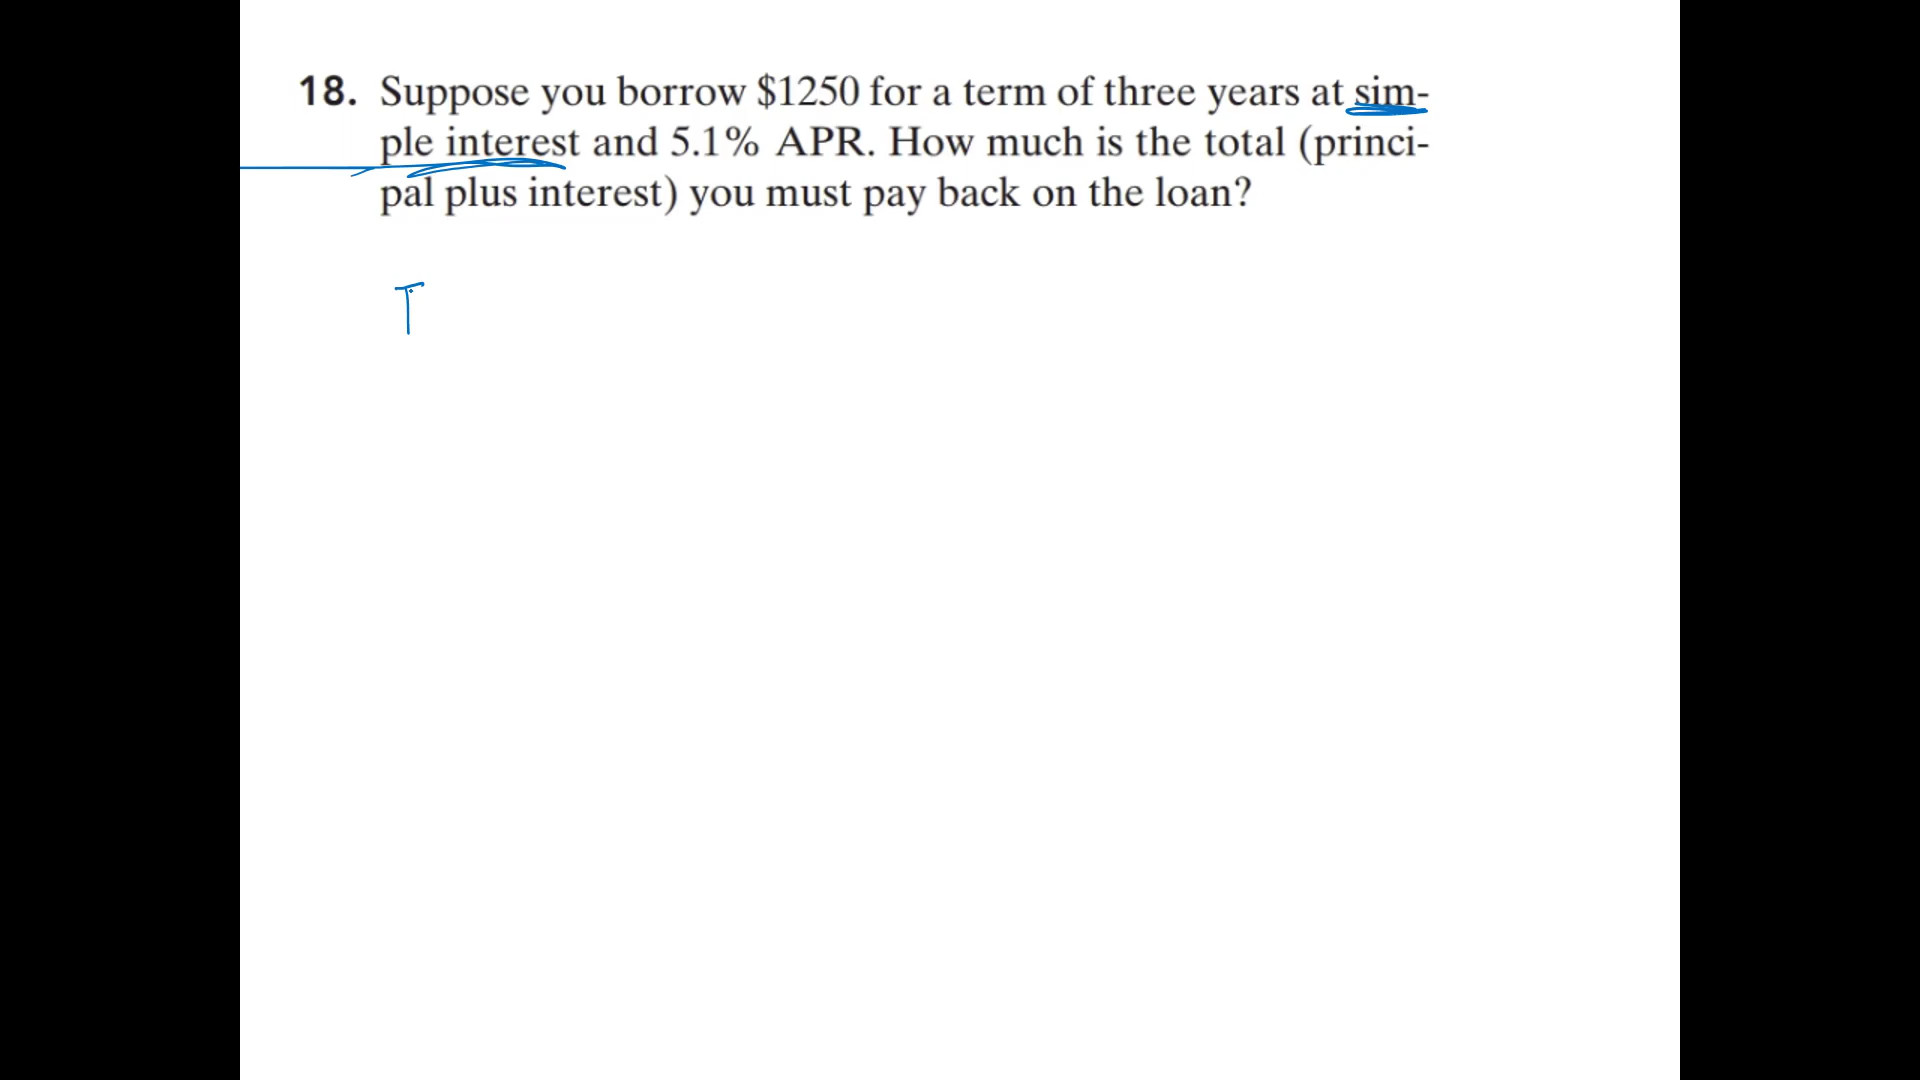 18. Suppose you borrow $1250 for a term of three years at sim-
ple interest and 5.1% APR. How much is the total (princi-
pal plus interest) you must pay back on the loan?